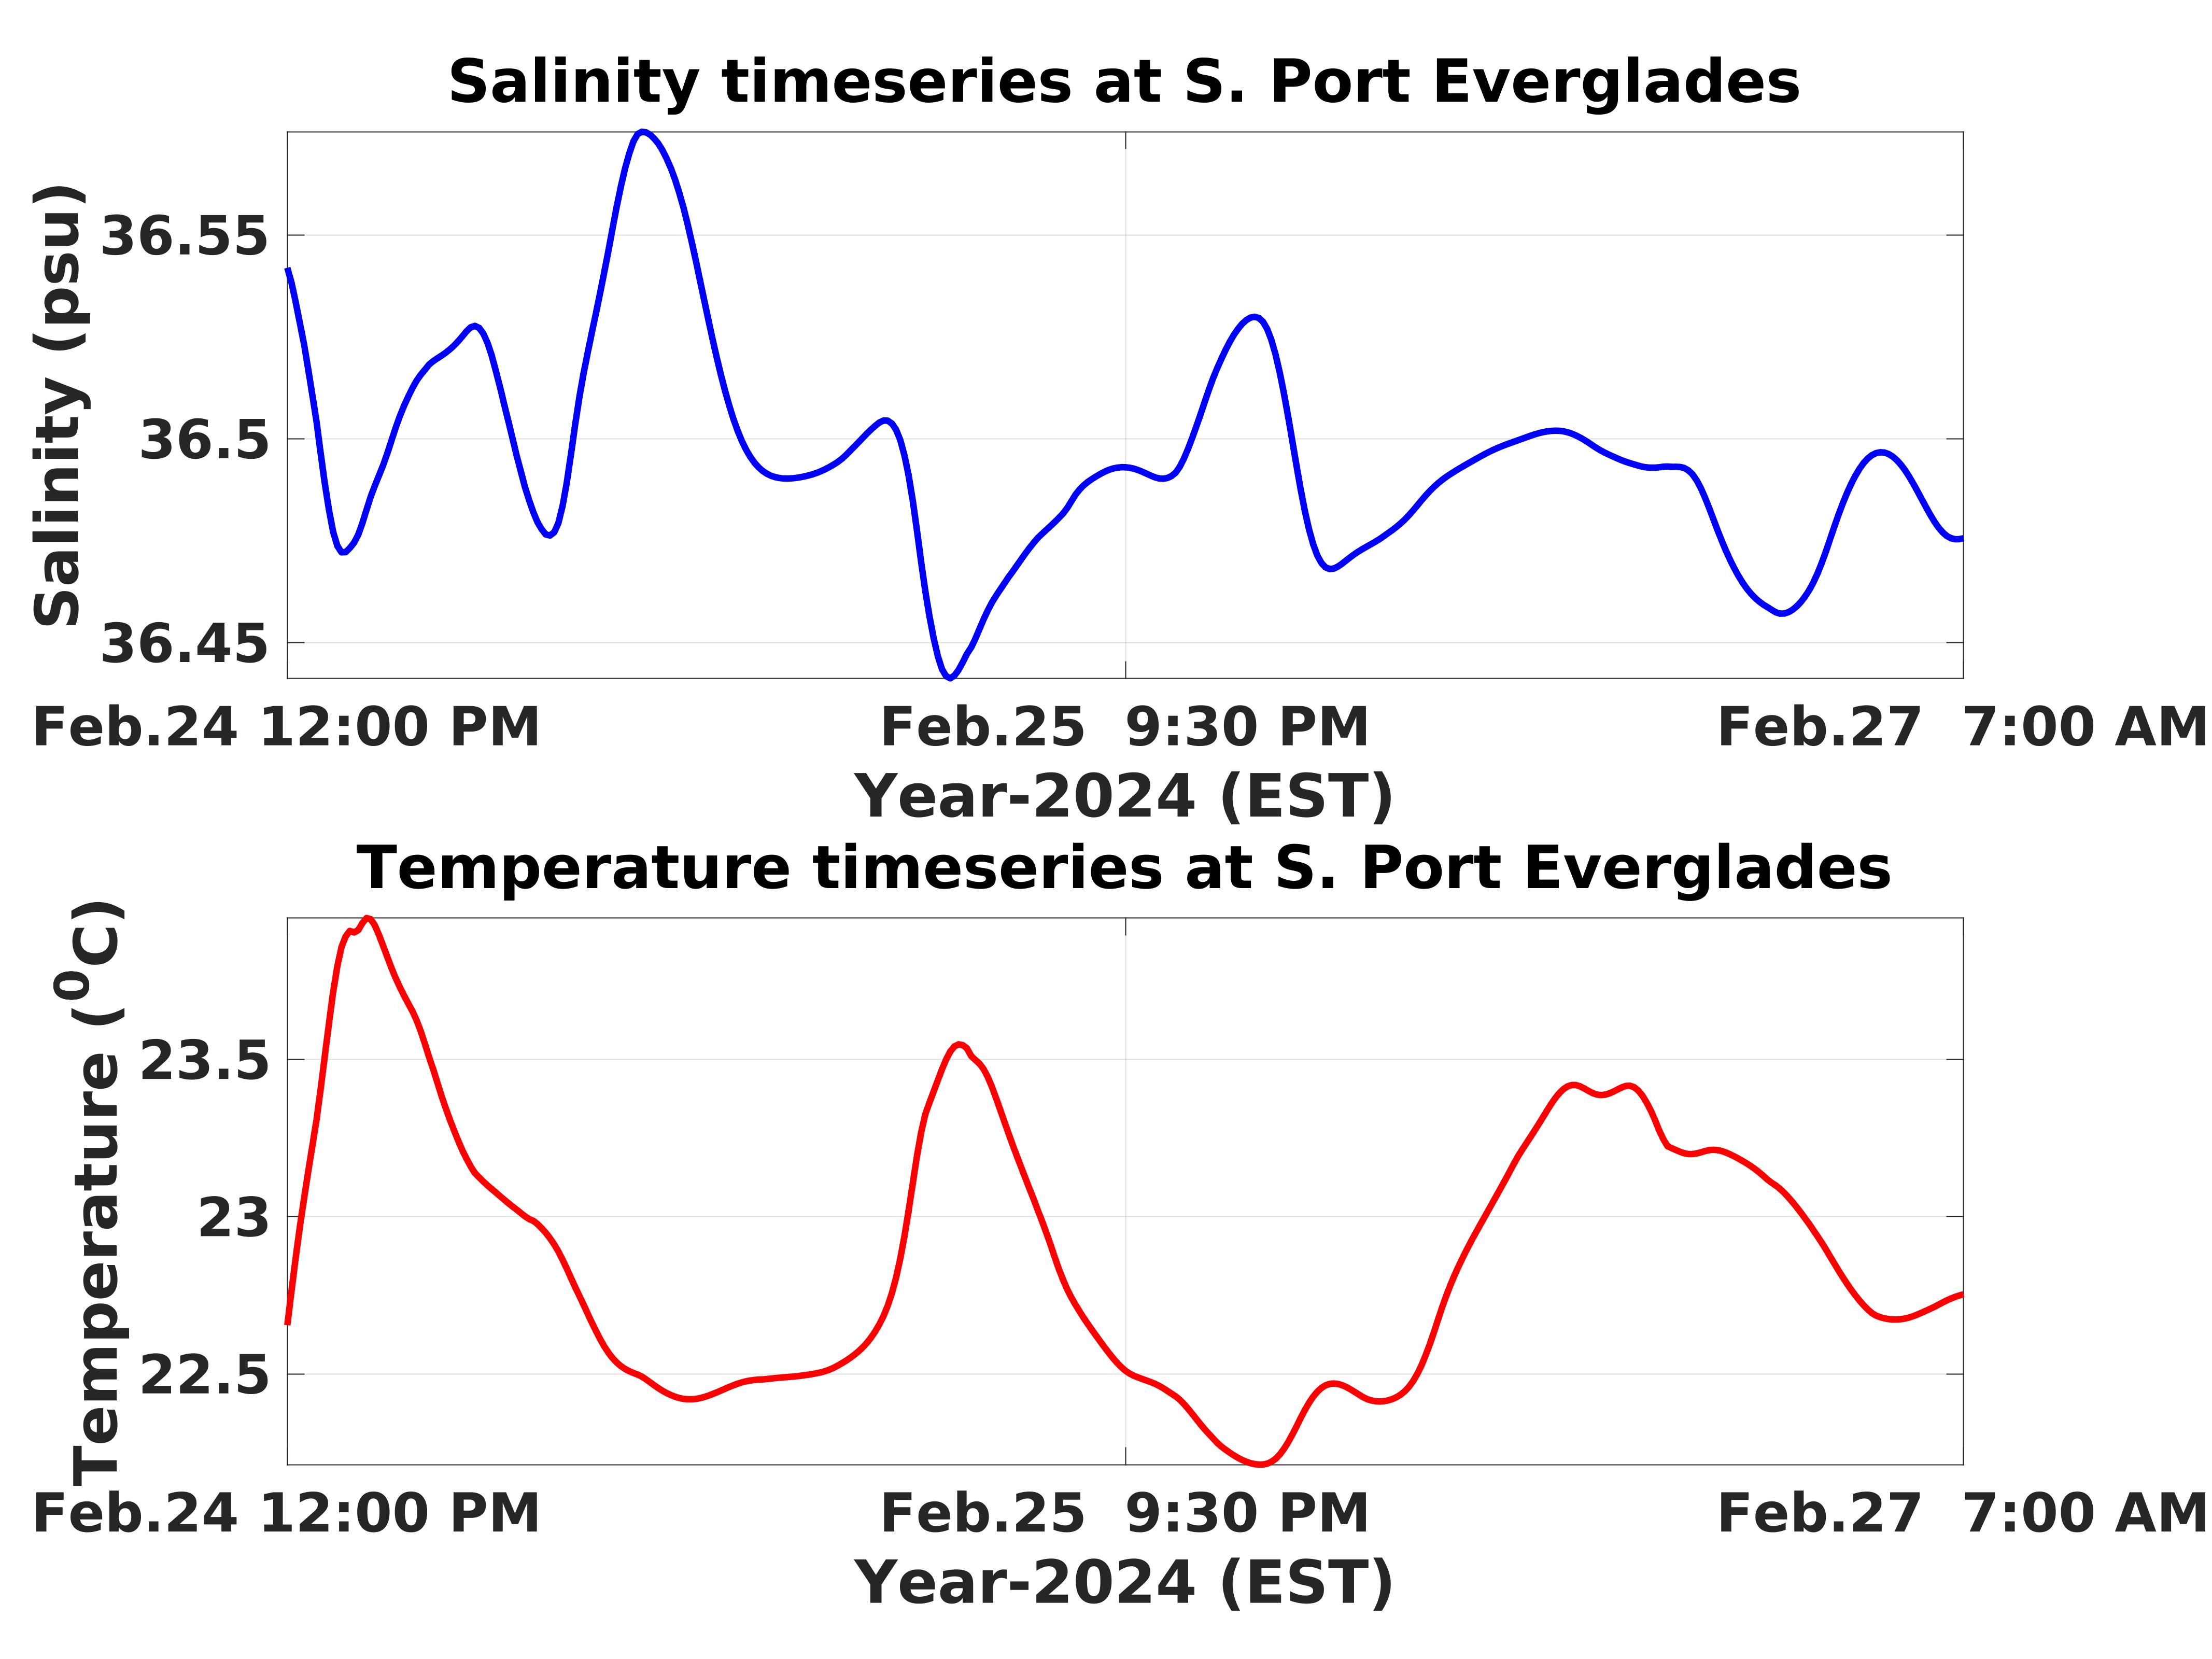 Salinity timeseries at S. Port Everglades
Salinity (psu)
36.55
36.5
36.45
Feb.24 12:00 PM Feb.25 9:30 PM Feb.27 7:00 AM
Year-2024 (EST)
Temperature timeseries at S. Port Everglades
Temperature (⁰C)
23.5
23
22.5
Feb.24 12:00 PM Feb.25 9:30 PM Feb.27 7:00 AM
Year-2024 (EST)